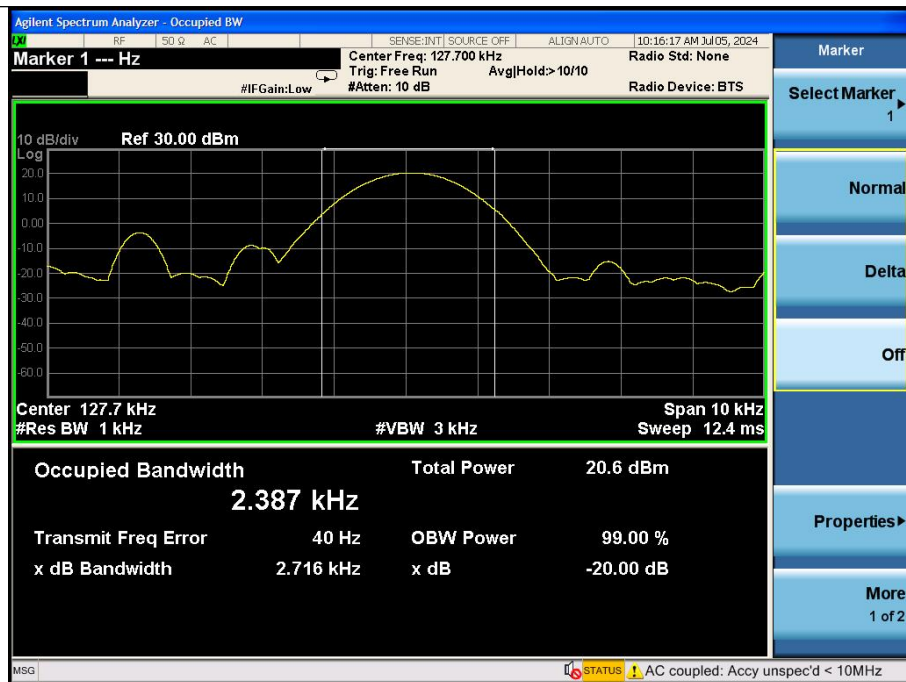 Agilent Spectrum Analyzer - Occupied BW
LXI RF 50 Ω AC SENSE:INT SOURCE OFF ALIGN AUTO 10:16:17 AM Jul 05, 2024
Marker 1 --- Hz
Center Freq: 127.700 kHz
Radio Std: None
Trig: Free Run Avg|Hold:>10/10
#IFGain:Low #Atten: 10 dB Radio Device: BTS
10 dB/div Ref 30.00 dBm
Log
20.0
10.0
0.00
-10.0
-20.0
-30.0
-40.0
-50.0
-60.0
Center 127.7 kHz Span 10 kHz
#Res BW 1 kHz #VBW 3 kHz Sweep 12.4 ms
Occupied Bandwidth Total Power 20.6 dBm
2.387 kHz
Transmit Freq Error 40 Hz OBW Power 99.00 %
x dB Bandwidth 2.716 kHz x dB -20.00 dB
Marker
Select Marker
1
Normal
Delta
Off
Properties
More
1 of 2
MSG STATUS AC coupled: Accy unspec'd < 10MHz